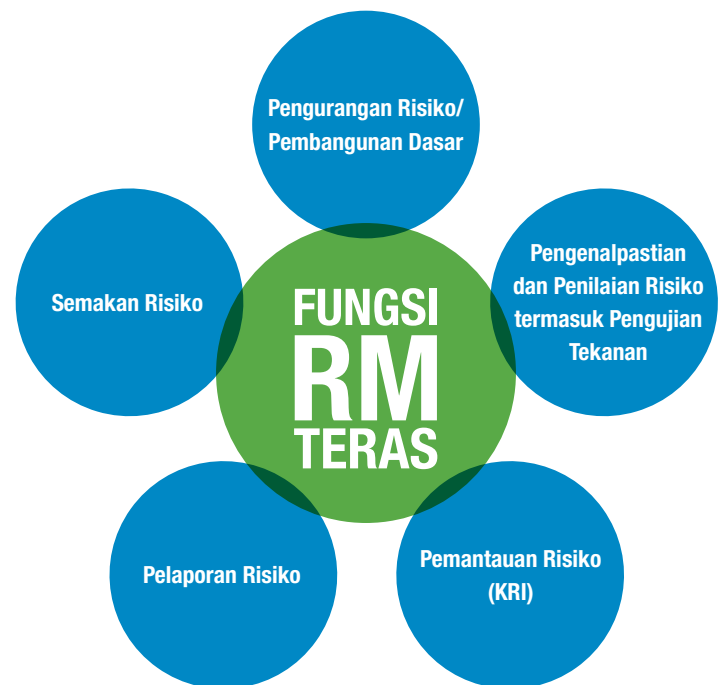 Pengurangan Risiko/
Pembangunan Dasar
Pengenalpastian
dan Penilaian Risiko
termasuk Pengujian
Tekanan
Semakan Risiko
FUNGSI
RM
TERAS
Pemantauan Risiko
(KRI)
Pelaporan Risiko